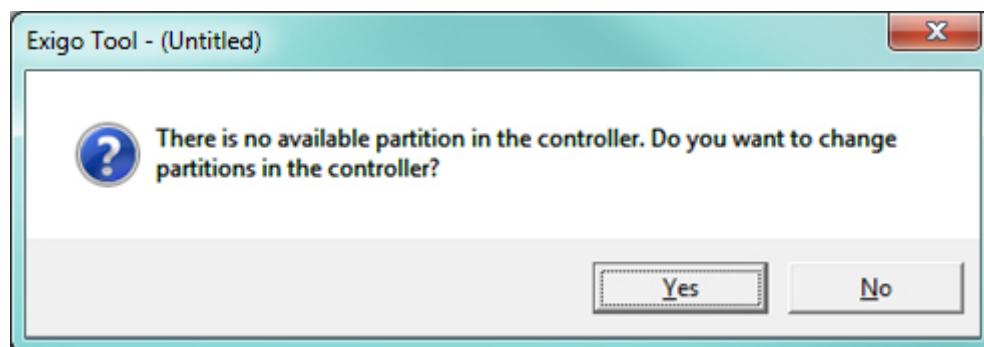 Exigo Tool - (Untitled)
There is no available partition in the controller. Do you want to change
partitions in the controller?
Yes
No